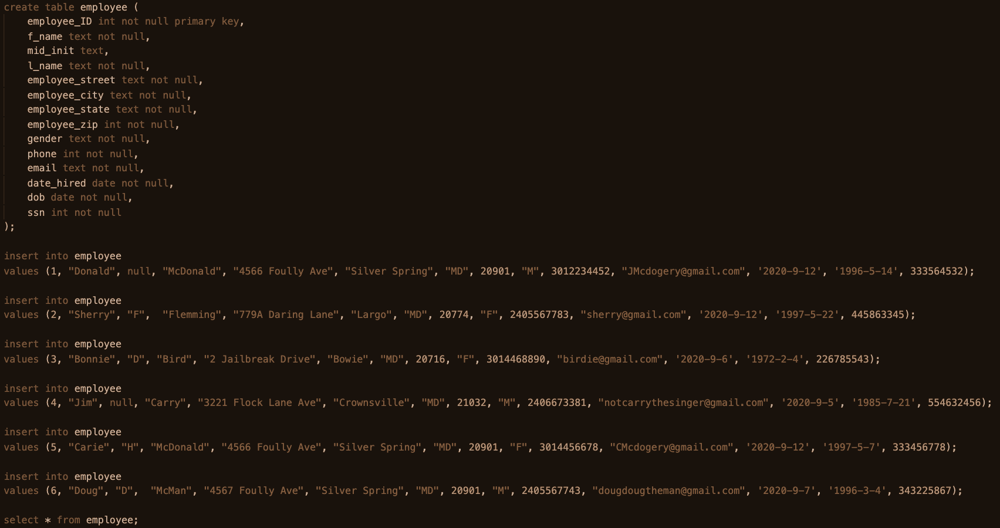 create table employee (
    employee_ID int not null primary key,
    f_name text not null,
    mid_init text,
    l_name text not null,
    employee_street text not null,
    employee_city text not null,
    employee_state text not null,
    employee_zip int not null,
    gender text not null,
    phone int not null,
    email text not null,
    date_hired date not null,
    dob date not null,
    ssn int not null
);

insert into employee
values (1, "Donald", null, "McDonald", "4566 Foully Ave", "Silver Spring", "MD", 20901, "M", 3012234452, "JMcdogery@gmail.com", '2020-9-12', '1996-5-14', 333564532);

insert into employee
values (2, "Sherry", "F",  "Flemming", "779A Daring Lane", "Largo", "MD", 20774, "F", 2405567783, "sherry@gmail.com", '2020-9-12', '1997-5-22', 445863345);

insert into employee
values (3, "Bonnie", "D", "Bird", "2 Jailbreak Drive", "Bowie", "MD", 20716, "F", 3014468890, "birdie@gmail.com", '2020-9-6', '1972-2-4', 226785543);

insert into employee
values (4, "Jim", null, "Carry", "3221 Flock Lane Ave", "Crownsville", "MD", 21032, "M", 2406673381, "notcarrythesinger@gmail.com", '2020-9-5', '1985-7-21', 554632456);

insert into employee
values (5, "Carie", "H", "McDonald", "4566 Foully Ave", "Silver Spring", "MD", 20901, "F", 3014456678, "CMcdogery@gmail.com", '2020-9-12', '1997-5-7', 333456778);

insert into employee
values (6, "Doug", "D",  "McMan", "4567 Foully Ave", "Silver Spring", "MD", 20901, "M", 2405567743, "dougdougtheman@gmail.com", '2020-9-7', '1996-3-4', 343225867);

select * from employee;